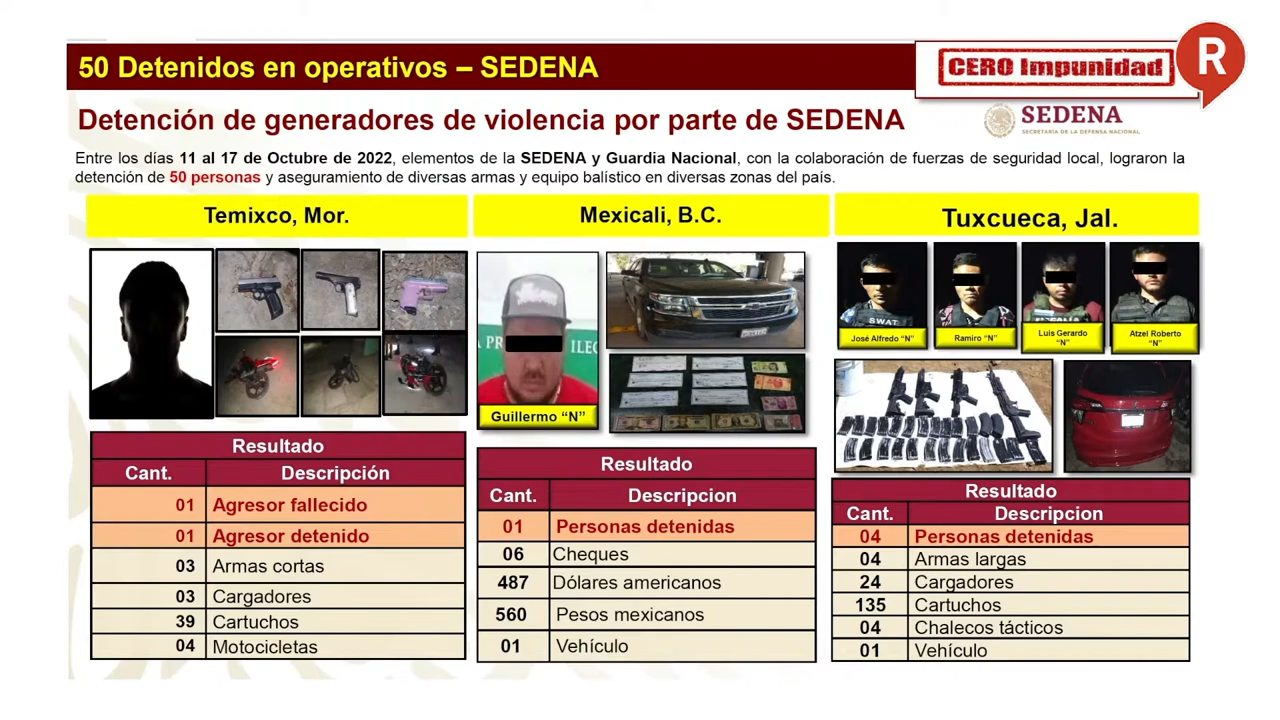 50 Detenidos en operativos – SEDENA
CERO Impunidad
R
Detención de generadores de violencia por parte de SEDENA
SEDENA
SECRETARÍA DE LA DEFENSA NACIONAL
Entre los días 11 al 17 de Octubre de 2022, elementos de la SEDENA y Guardia Nacional, con la colaboración de fuerzas de seguridad local, lograron la
detención de 50 personas y aseguramiento de diversas armas y equipo balístico en diversas zonas del país.
Temixco, Mor.
Resultado
Cant. Descripción
01 Agresor fallecido
01 Agresor detenido
03 Armas cortas
03 Cargadores
39 Cartuchos
04 Motocicletas
Mexicali, B.C.
Guillermo “N”
Resultado
Cant. Descripcion
01 Personas detenidas
06 Cheques
487 Dólares americanos
560 Pesos mexicanos
01 Vehículo
Tuxcueca, Jal.
SWAT
José Alfredo “N”
Ramiro “N”
Luis Gerardo
“N”
Atzel Roberto
“N”
Resultado
Cant. Descripcion
04 Personas detenidas
04 Armas largas
24 Cargadores
135 Cartuchos
04 Chalecos tácticos
01 Vehículo